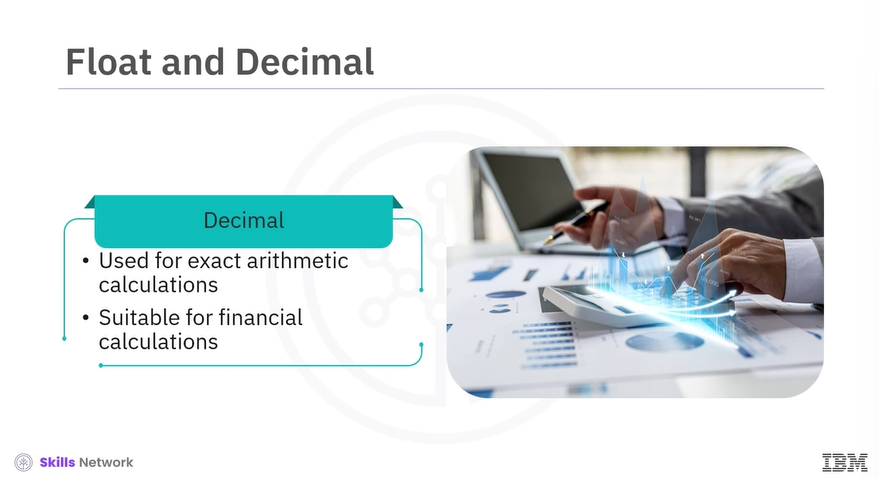 Float and Decimal
Decimal
• Used for exact arithmetic
calculations
• Suitable for financial
calculations
Skills Network
IBM